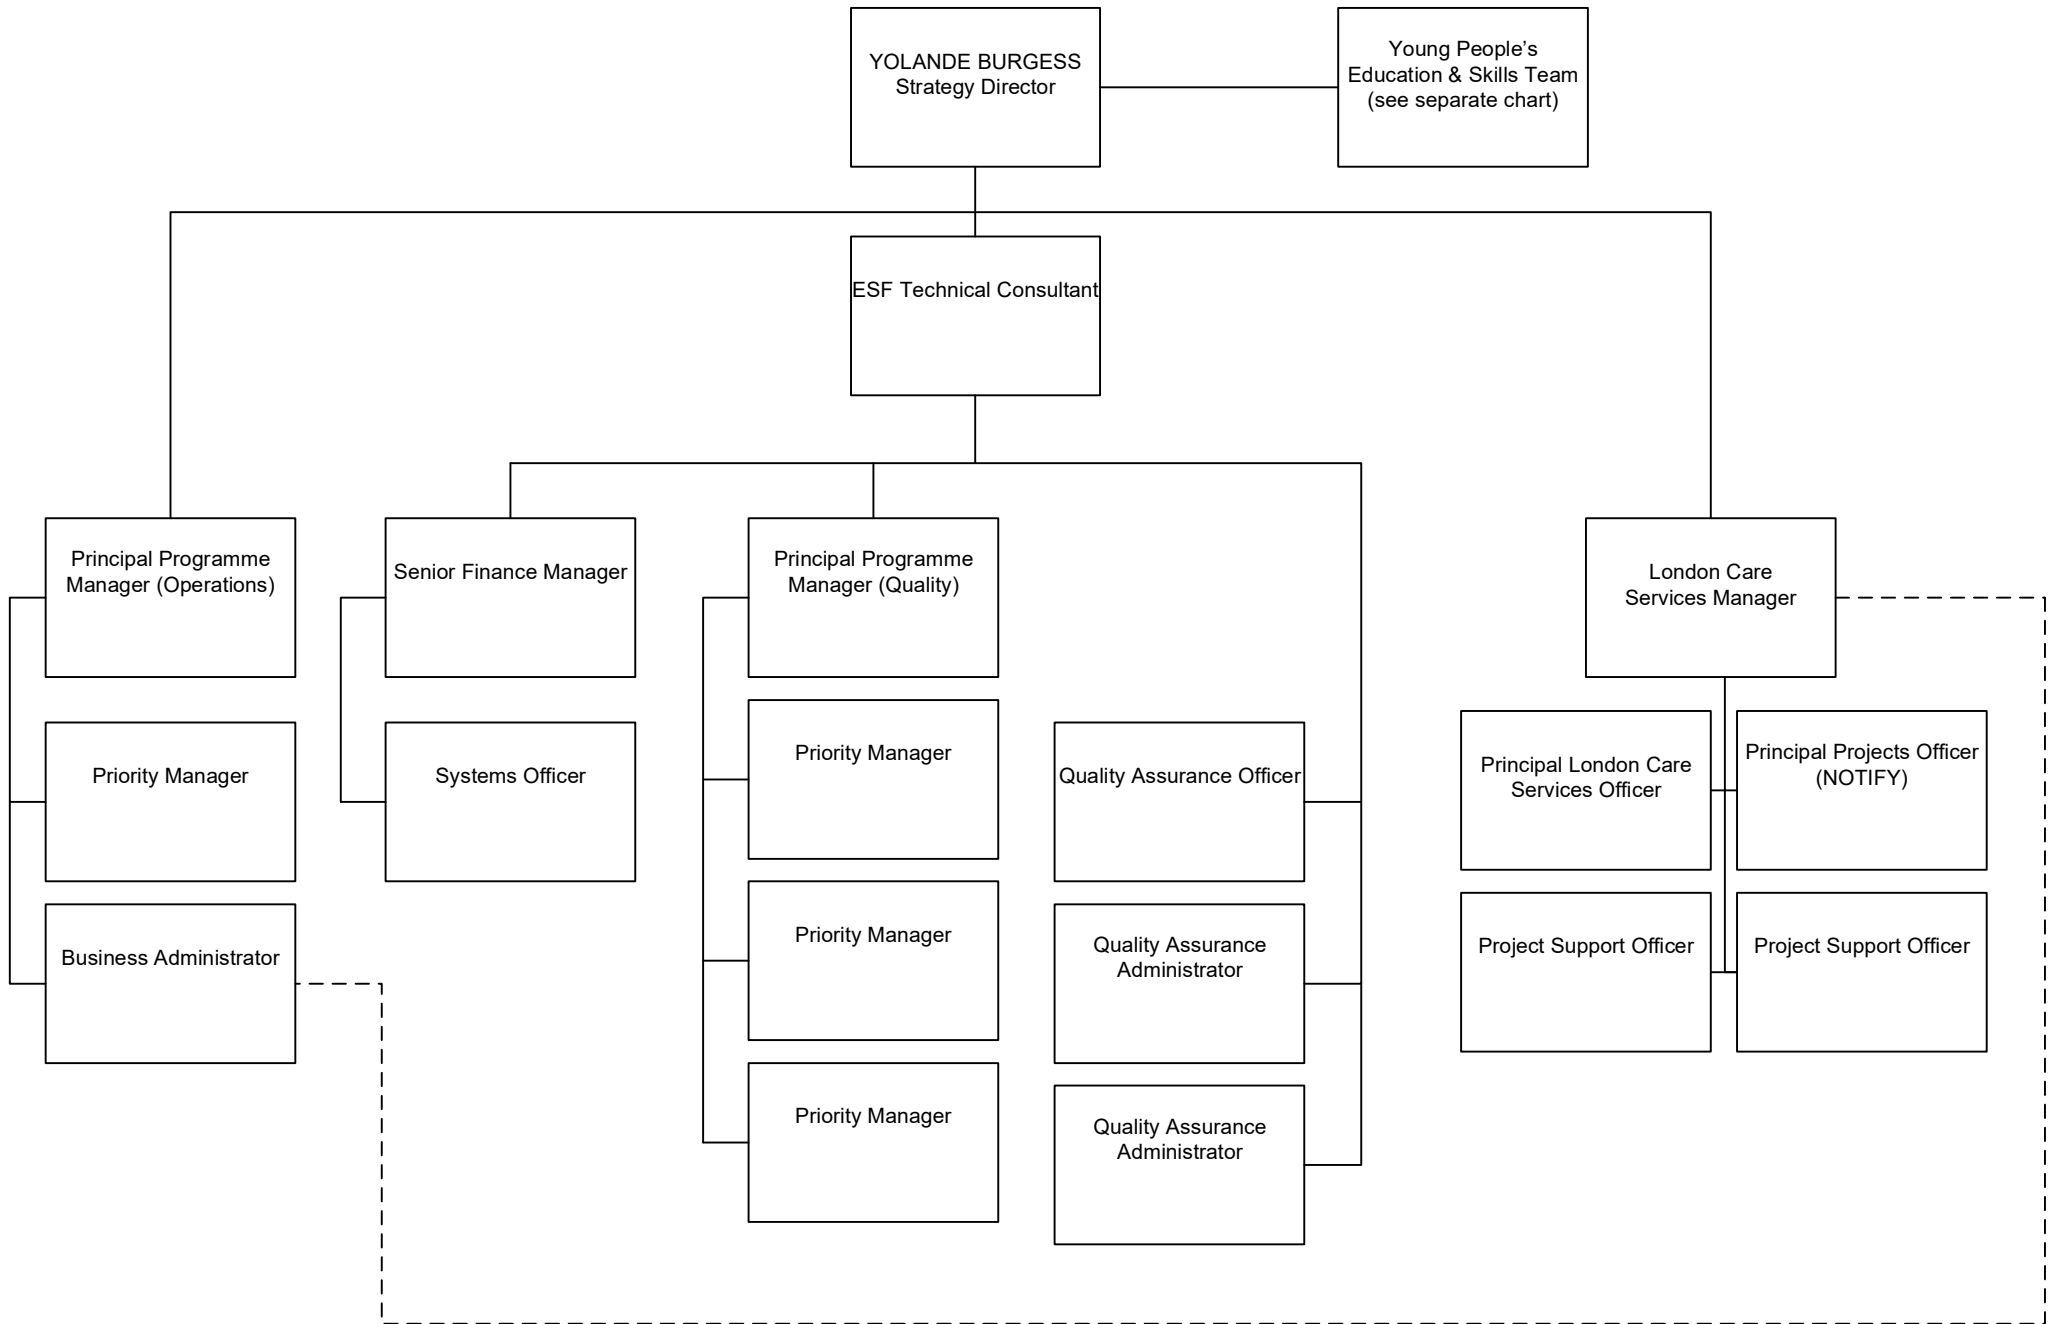 YOLANDE BURGESS
Strategy Director
Young People’s
Education & Skills Team
(see separate chart)
ESF Technical Consultant
Principal Programme
Manager (Operations)
Senior Finance Manager
Principal Programme
Manager (Quality)
London Care
Services Manager
Priority Manager
Systems Officer
Priority Manager
Quality Assurance Officer
Principal London Care
Services Officer
Principal Projects Officer
(NOTIFY)
Business Administrator
Priority Manager
Quality Assurance
Administrator
Project Support Officer
Project Support Officer
Priority Manager
Quality Assurance
Administrator